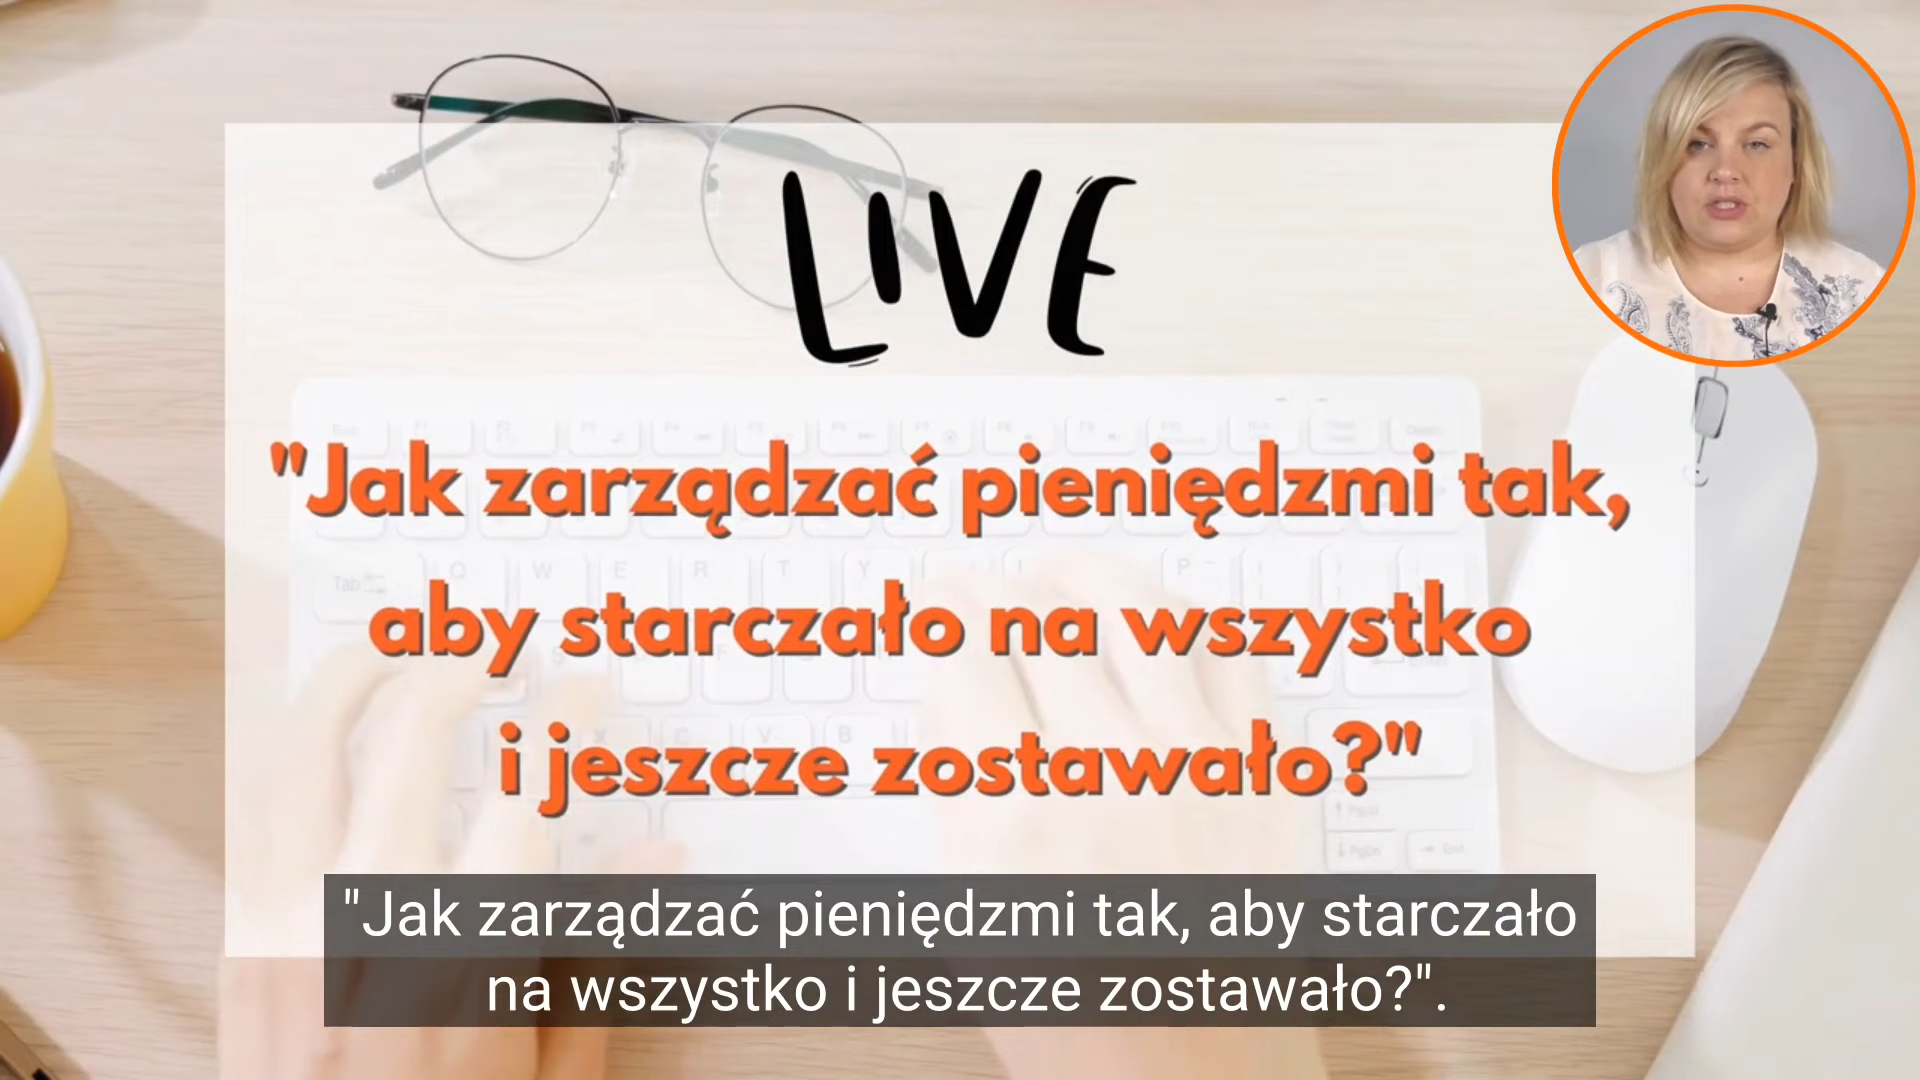 LIVE
"Jak zarządzać pieniędzmi tak,
aby starczało na wszystko
i jeszcze zostawało?"
"Jak zarządzać pieniędzmi tak, aby starczało
na wszystko i jeszcze zostawało?".